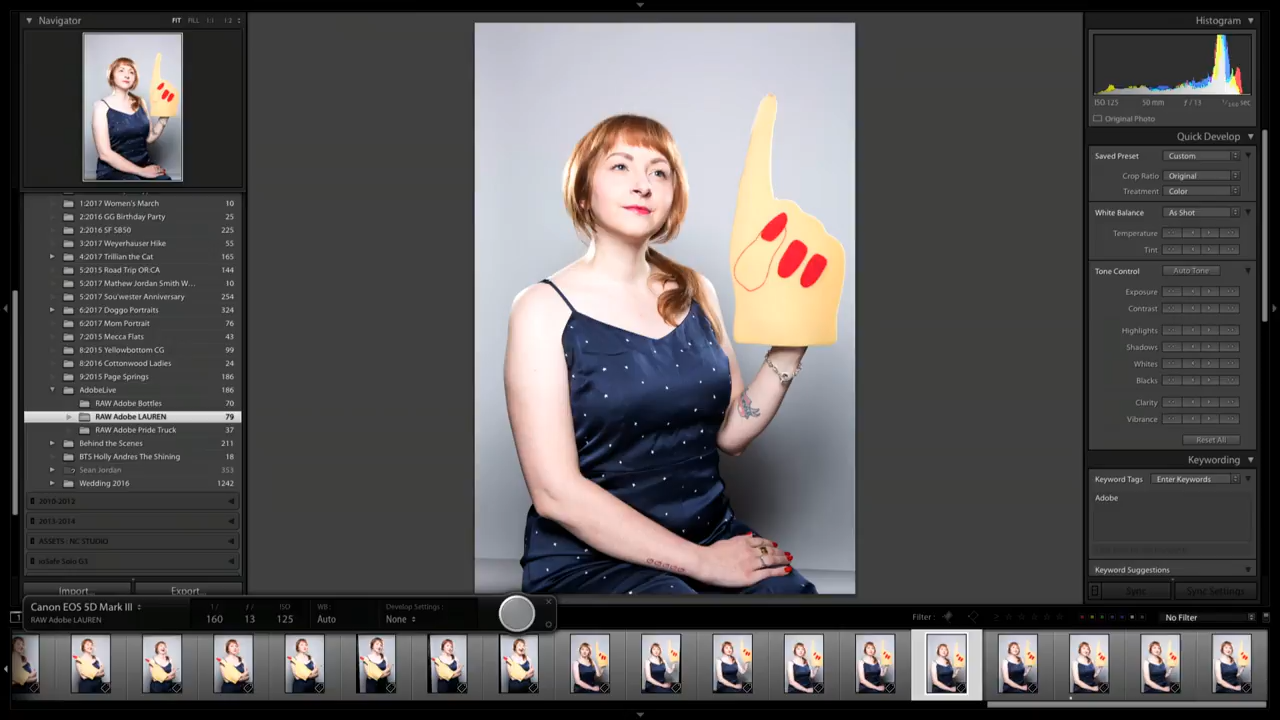 Navigator FIT FILL 1:1 1:2
1:2017 Women's March 10
2:2016 GG Birthday Party 25
2:2016 SF SB50 225
3:2017 Weyerhauser Hike 55
4:2017 Trillian the Cat 165
5:2015 Road Trip OR:CA 144
5:2017 Mathew Jordan Smith W... 10
5:2017 Sou'wester Anniversary 254
6:2017 Doggo Portraits 324
6:2017 Mom Portrait 76
7:2015 Mecca Flats 43
8:2015 Yellowbottom CG 99
8:2016 Cottonwood Ladies 24
9:2015 Page Springs 186
AdobeLive 186
RAW Adobe Bottles 70
RAW Adobe LAUREN 79
RAW Adobe Pride Truck 37
Behind the Scenes 211
BTS Holly Andres The Shining 18
Sean Jordan 353
Wedding 2016 1242
2010-2012
2013-2014
ASSETS : NC STUDIO
Import... Export...
Canon EOS 5D Mark III
RAW Adobe LAUREN
1/ 160
ƒ/ 13
ISO 125
WB: Auto
Develop Settings: None
Histogram
ISO 125 50 mm ƒ / 13 sec
Original Photo
Quick Develop
Saved Preset Custom
Crop Ratio Original
Treatment Color
White Balance As Shot
Temperature
Tint
Tone Control Auto Tone
Exposure
Contrast
Highlights
Shadows
Whites
Blacks
Clarity
Vibrance
Reset All
Keywording
Keyword Tags Enter Keywords
Adobe
Keyword Suggestions
Sync Sync Settings
Filter: No Filter